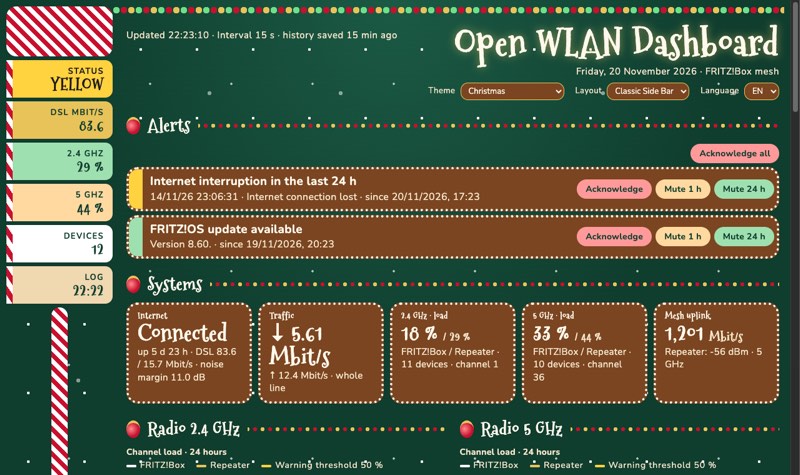 Updated 22:23:10 · Interval 15 s · history saved 15 min ago
Open WLAN Dashboard
Friday, 20 November 2026 · FRITZ!Box mesh
Theme Christmas Layout Classic Side Bar Language EN
STATUS
YELLOW
DSL MBIT/S
83.6
2.4 GHZ
29 %
5 GHZ
44 %
DEVICES
12
LOG
22:22
Alerts
Acknowledge all
Internet interruption in the last 24 h
14/11/26 23:06:31 · Internet connection lost · since 20/11/2026, 17:23
Acknowledge Mute 1 h Mute 24 h
FRITZ!OS update available
Version 8.60. · since 19/11/2026, 20:23
Acknowledge Mute 1 h Mute 24 h
Systems
Internet
Connected
up 5 d 23 h · DSL 83.6
/ 15.7 Mbit/s · noise
margin 11.0 dB
Traffic
↓ 5.61
Mbit/s
↑ 12.4 Mbit/s · whole
line
2.4 GHz · load
18 % / 29 %
FRITZ!Box / Repeater ·
11 devices · channel 1
5 GHz · load
33 % / 44 %
FRITZ!Box / Repeater ·
10 devices · channel
36
Mesh uplink
1,201 Mbit/s
Repeater: -56 dBm · 5
GHz
Radio 2.4 GHz
Channel load · 24 hours
FRITZ!Box Repeater Warning threshold 50 %
Radio 5 GHz
Channel load · 24 hours
FRITZ!Box Repeater Warning threshold 50 %